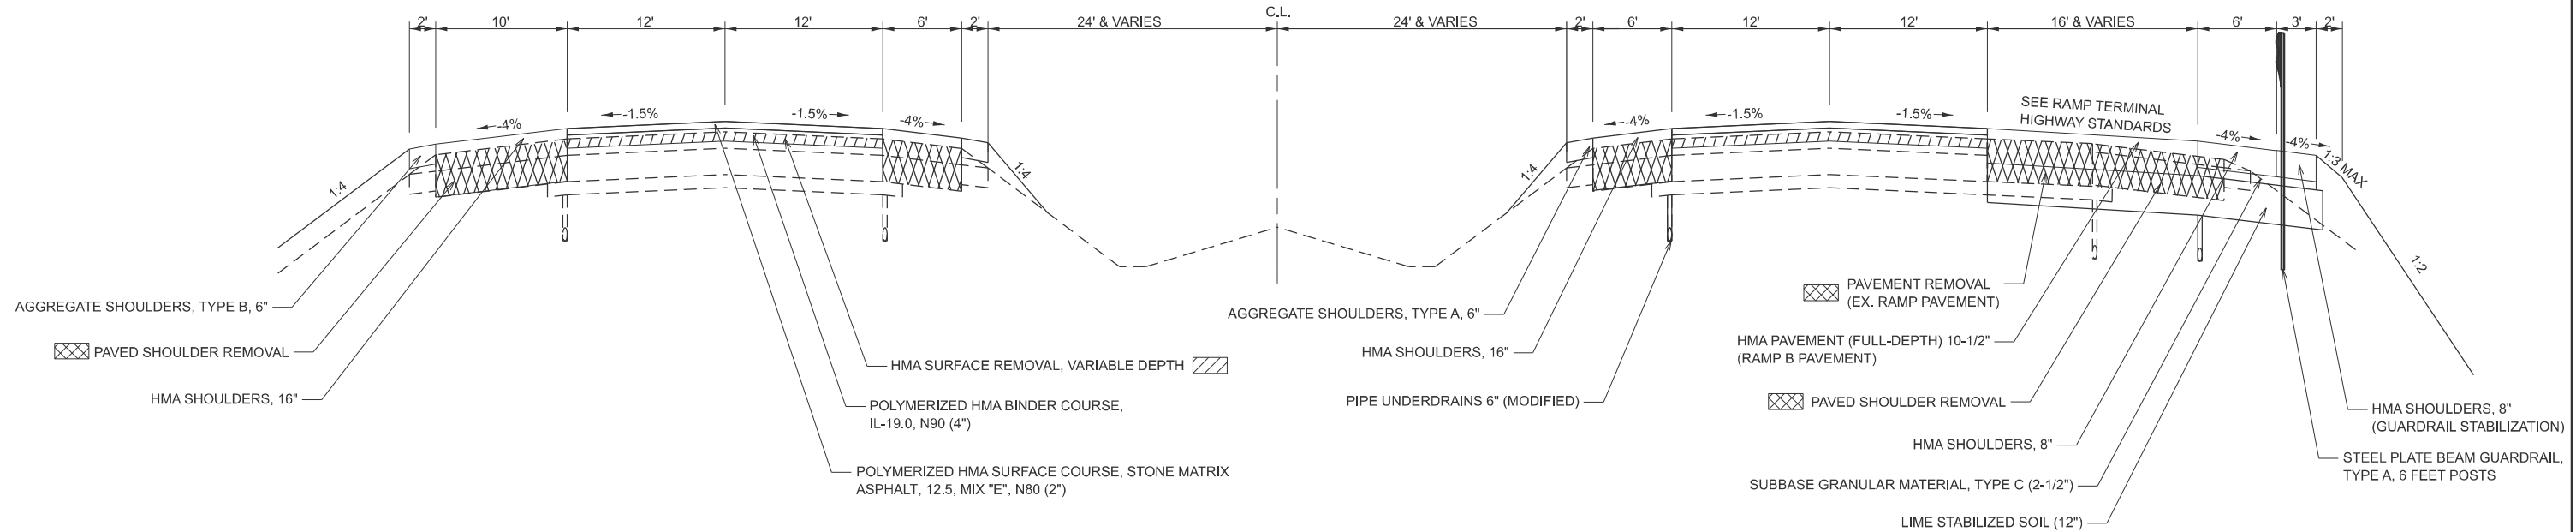 C.L.
2' 10' 12' 12' 6' 2' 24' & VARIES 24' & VARIES 2' 6' 12' 12' 16' & VARIES 6' 3' 2'
SEE RAMP TERMINAL
HIGHWAY STANDARDS
-4% -1.5% -1.5% -4% -4% -1.5% -1.5% -4% -4%
1:4 1:4 1:4 1:3 MAX
1:2
AGGREGATE SHOULDERS, TYPE B, 6"
PAVED SHOULDER REMOVAL
HMA SHOULDERS, 16"
HMA SURFACE REMOVAL, VARIABLE DEPTH
POLYMERIZED HMA BINDER COURSE,
IL-19.0, N90 (4")
POLYMERIZED HMA SURFACE COURSE, STONE MATRIX
ASPHALT, 12.5, MIX "E", N80 (2")
AGGREGATE SHOULDERS, TYPE A, 6"
HMA SHOULDERS, 16"
PIPE UNDERDRAINS 6" (MODIFIED)
PAVEMENT REMOVAL
(EX. RAMP PAVEMENT)
HMA PAVEMENT (FULL-DEPTH) 10-1/2"
(RAMP B PAVEMENT)
PAVED SHOULDER REMOVAL
HMA SHOULDERS, 8"
SUBBASE GRANULAR MATERIAL, TYPE C (2-1/2")
LIME STABILIZED SOIL (12")
HMA SHOULDERS, 8"
(GUARDRAIL STABILIZATION)
STEEL PLATE BEAM GUARDRAIL,
TYPE A, 6 FEET POSTS